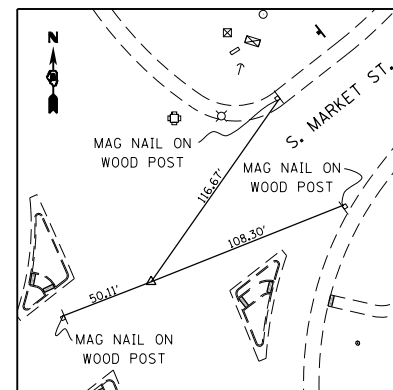 N
MAG NAIL ON
WOOD POST
S. MARKET ST.
MAG NAIL ON
WOOD POST
116.67'
108.30'
50.11'
MAG NAIL ON
WOOD POST